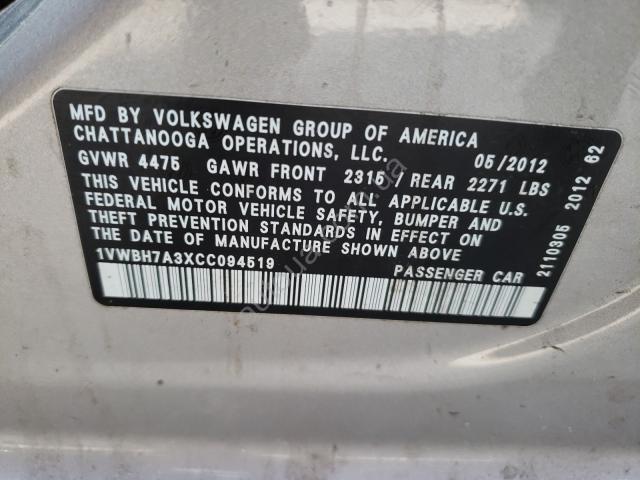 MFD BY VOLKSWAGEN GROUP OF AMERICA
CHATTANOOGA OPERATIONS, LLC. 05/2012
GVWR 4475 GAWR FRONT 2315 / REAR 2271 LBS
THIS VEHICLE CONFORMS TO ALL APPLICABLE U.S.
FEDERAL MOTOR VEHICLE SAFETY, BUMPER AND
THEFT PREVENTION STANDARDS IN EFFECT ON
THE DATE OF MANUFACTURE SHOWN ABOVE
1VWBH7A3XCC094519 PASSENGER CAR
2110305 2012 62